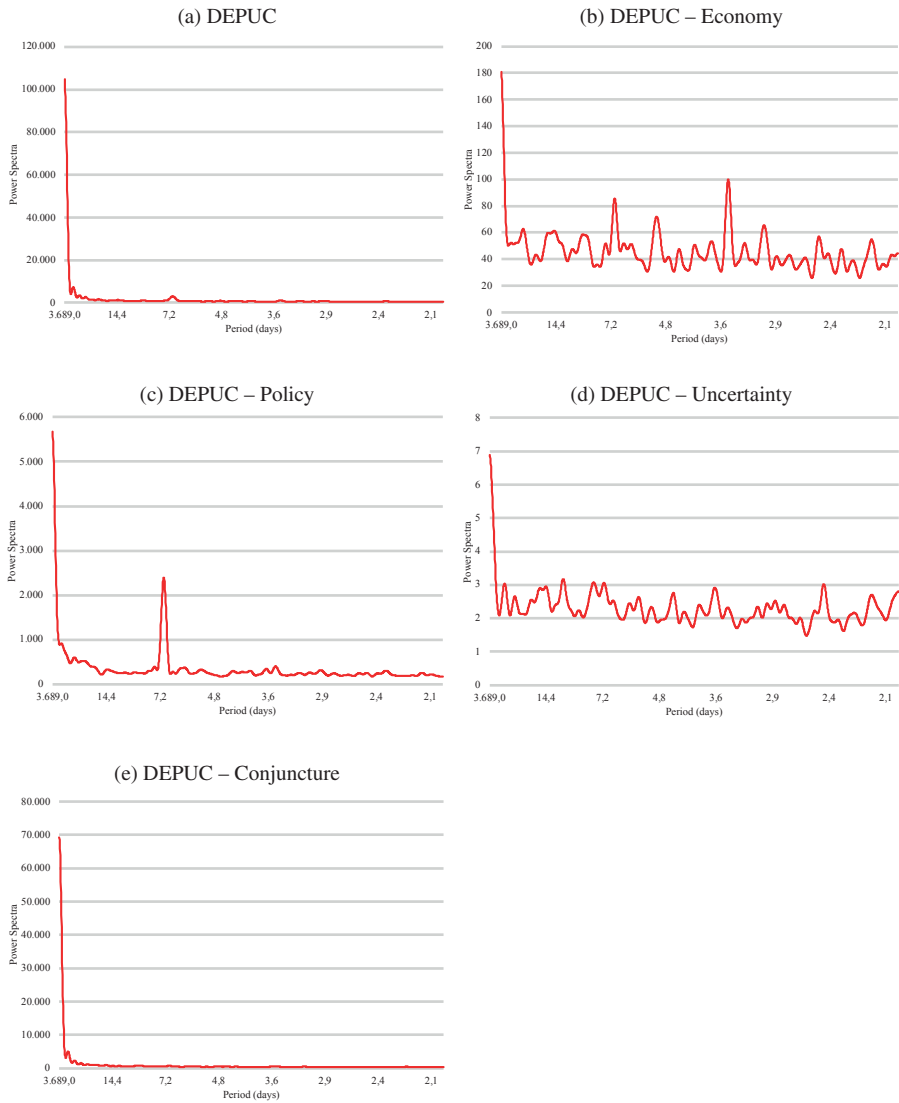 (a) DEPUC
120.000
100.000
80.000
60.000
40.000
20.000
0
Power Spectra
3.689,0 14,4 7,2 4,8 3,6 2,9 2,4 2,1
Period (days)
(b) DEPUC – Economy
200
180
160
140
120
100
80
60
40
20
0
Power Spectra
3.689,0 14,4 7,2 4,8 3,6 2,9 2,4 2,1
Period (days)
(c) DEPUC – Policy
6.000
5.000
4.000
3.000
2.000
1.000
0
Power Spectra
3.689,0 14,4 7,2 4,8 3,6 2,9 2,4 2,1
Period (days)
(d) DEPUC – Uncertainty
8
7
6
5
4
3
2
1
0
Power Spectra
3.689,0 14,4 7,2 4,8 3,6 2,9 2,4 2,1
Period (days)
(e) DEPUC – Conjuncture
80.000
70.000
60.000
50.000
40.000
30.000
20.000
10.000
0
Power Spectra
3.689,0 14,4 7,2 4,8 3,6 2,9 2,4 2,1
Period (days)